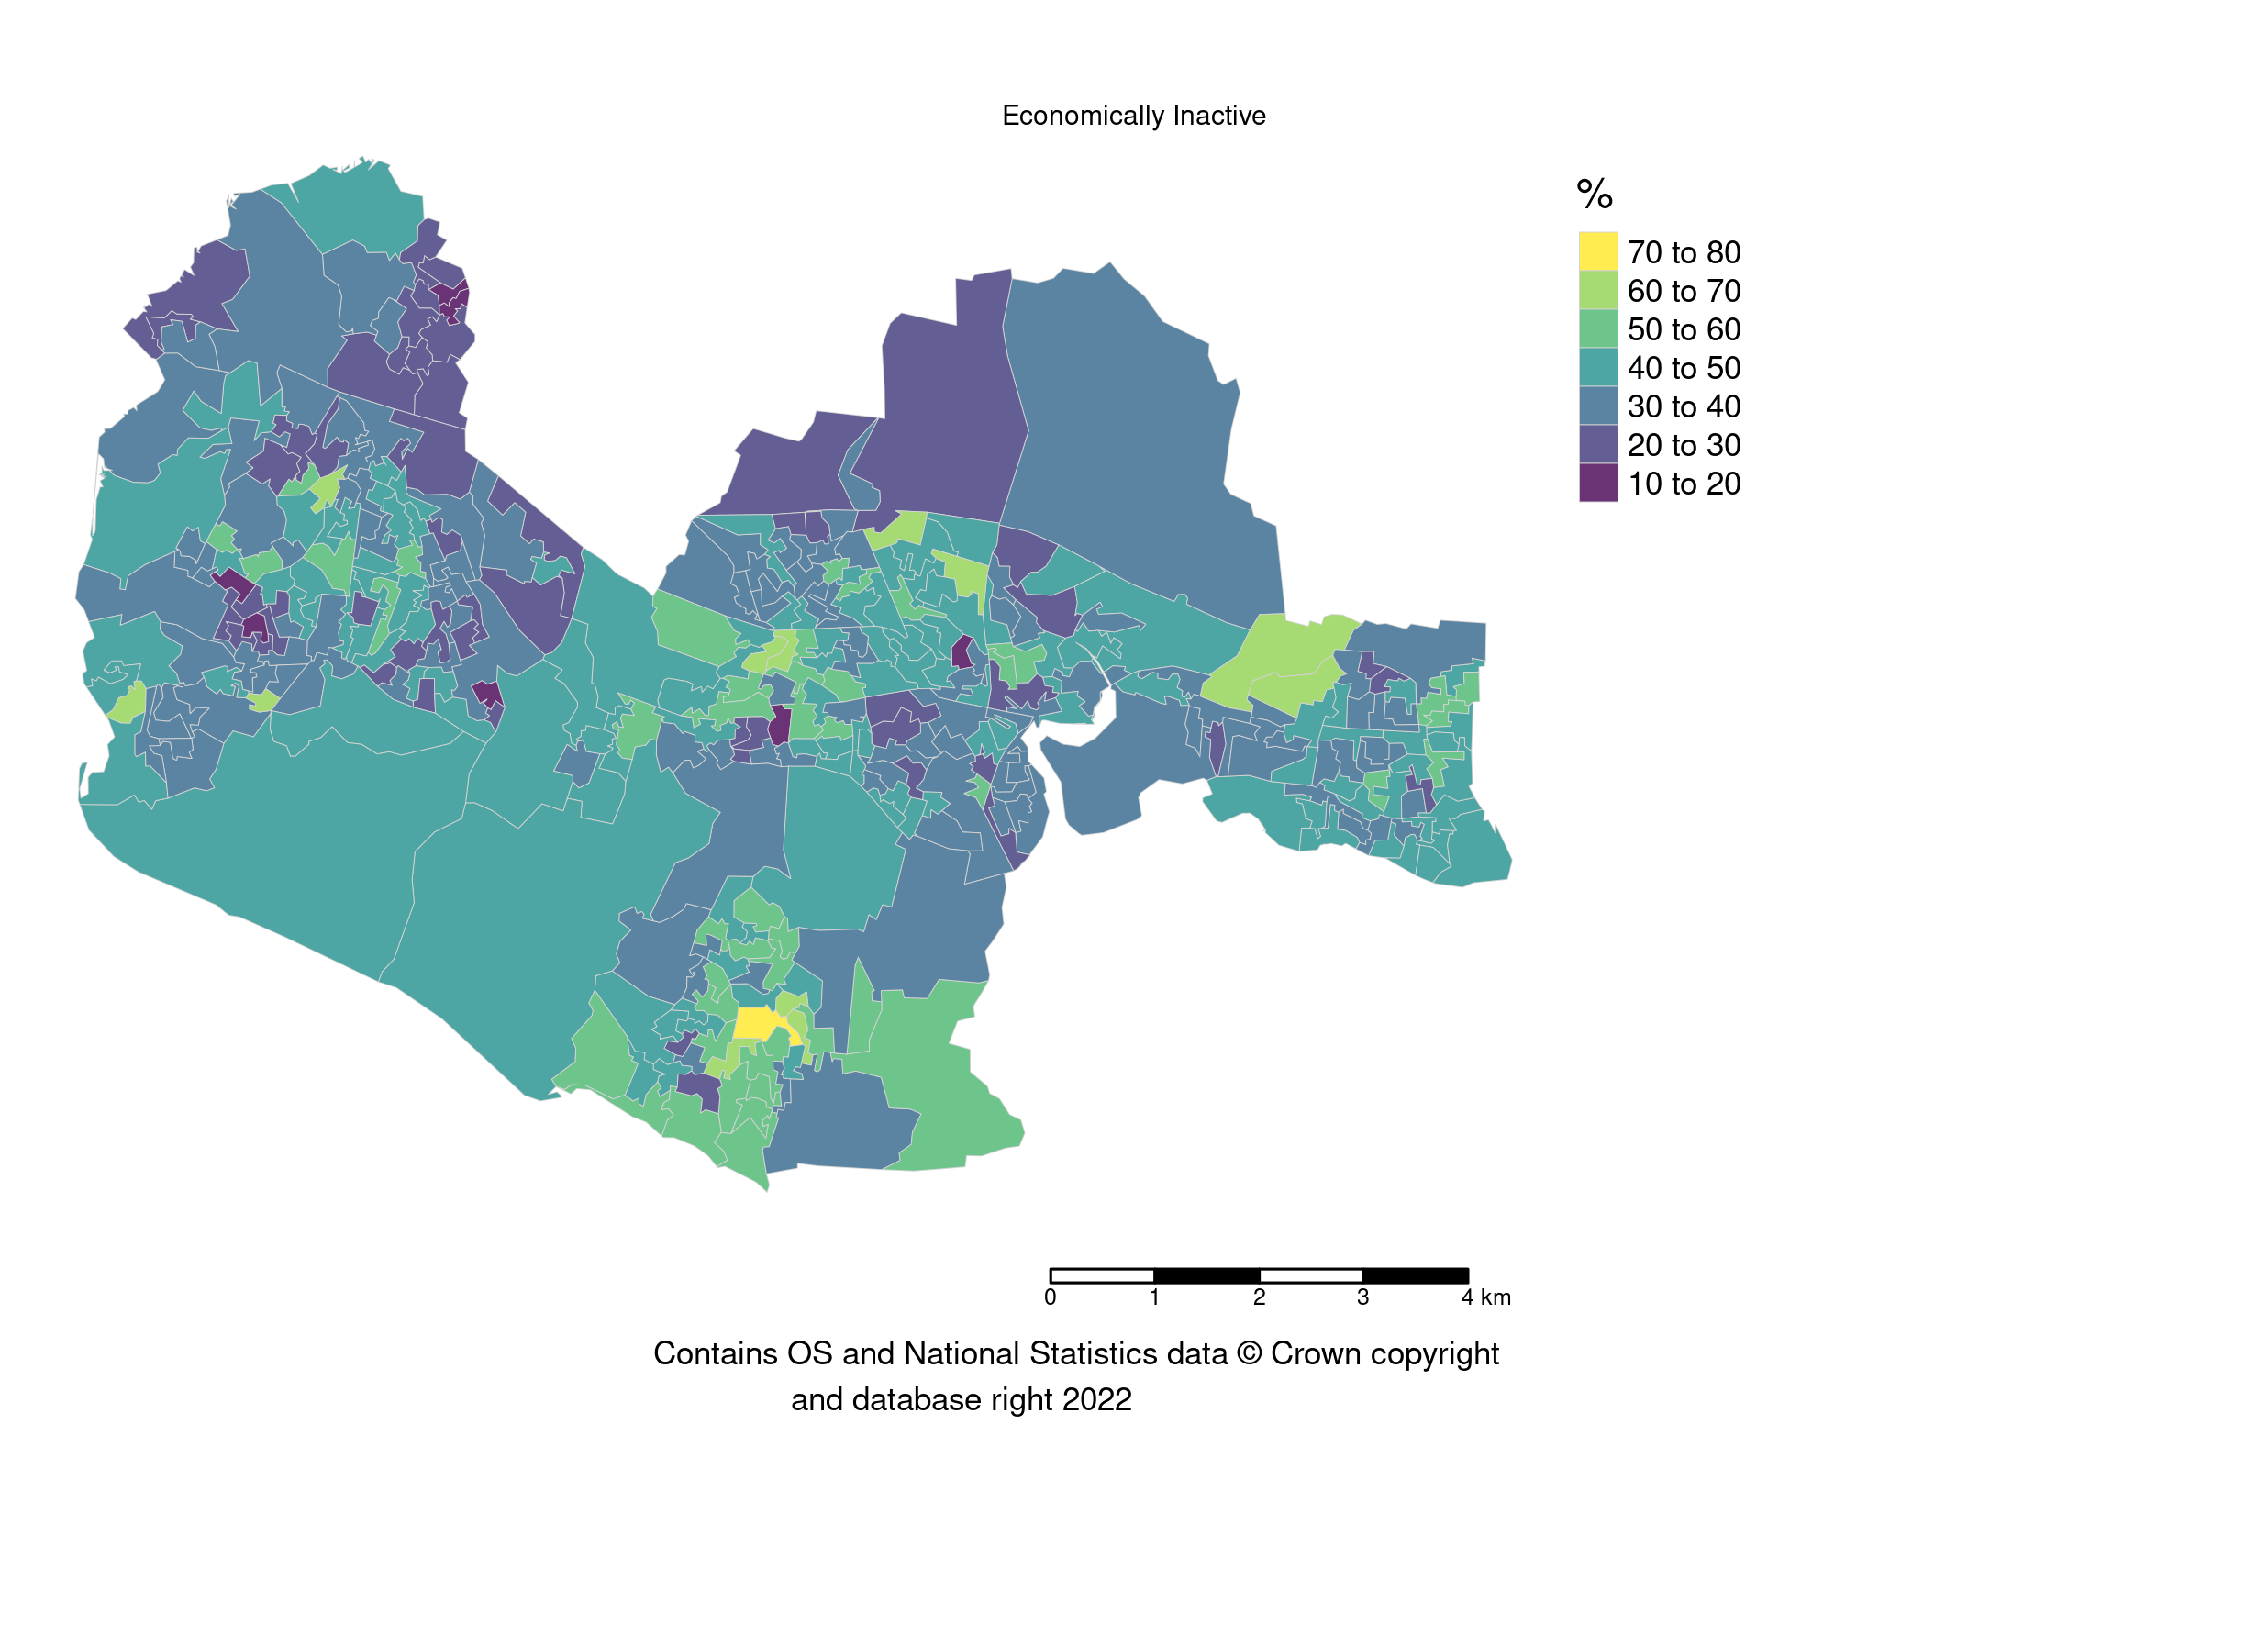 Economically Inactive
%
70 to 80
60 to 70
50 to 60
40 to 50
30 to 40
20 to 30
10 to 20
0 1 2 3 4 km
Contains OS and National Statistics data © Crown copyright
and database right 2022